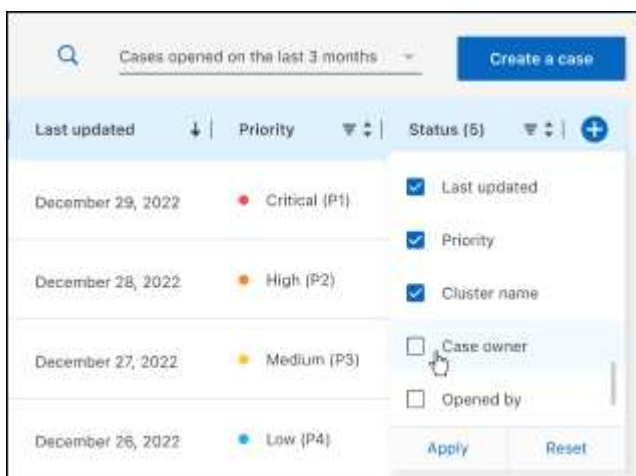 Cases opened on the last 3 months
Create a case
Last updated
Priority
Status (5)
December 29, 2022
Critical (P1)
December 28, 2022
High (P2)
December 27, 2022
Medium (P3)
December 26, 2022
Low (P4)
Last updated
Priority
Cluster name
Case owner
Opened by
Apply
Reset